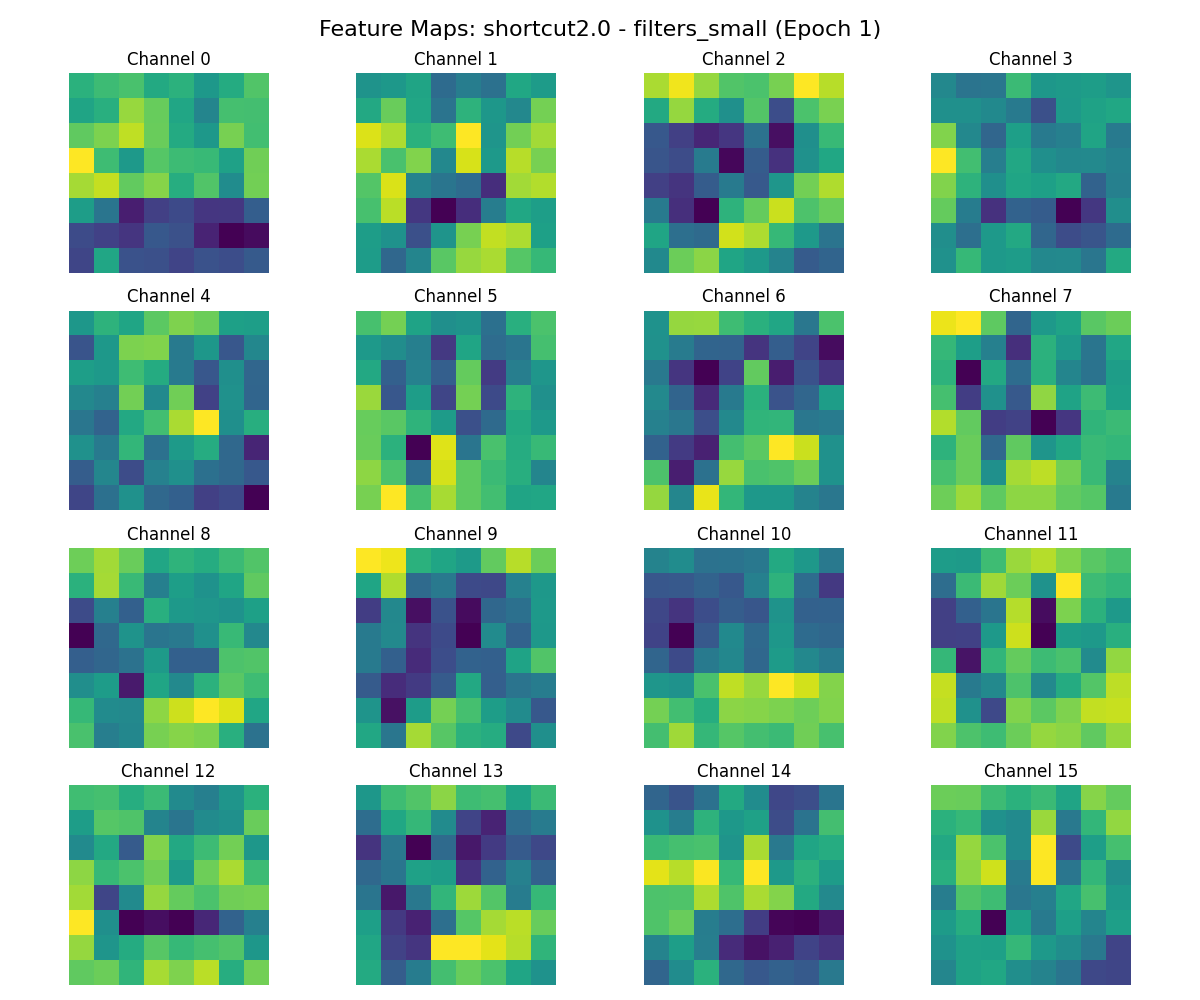 Feature Maps: shortcut2.0 - filters_small (Epoch 1)
Channel 0
Channel 1
Channel 2
Channel 3
Channel 4
Channel 5
Channel 6
Channel 7
Channel 8
Channel 9
Channel 10
Channel 11
Channel 12
Channel 13
Channel 14
Channel 15